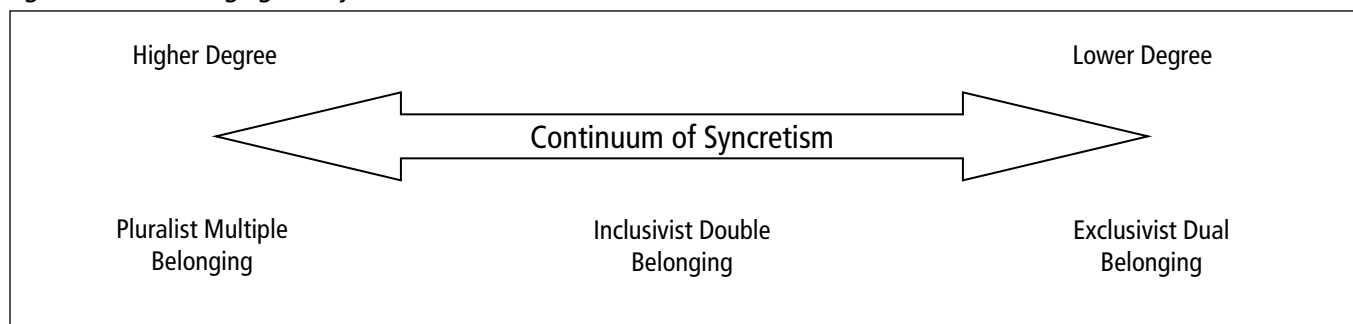 Higher Degree
Lower Degree
Continuum of Syncretism
Pluralist Multiple
Belonging
Inclusivist Double
Belonging
Exclusivist Dual
Belonging